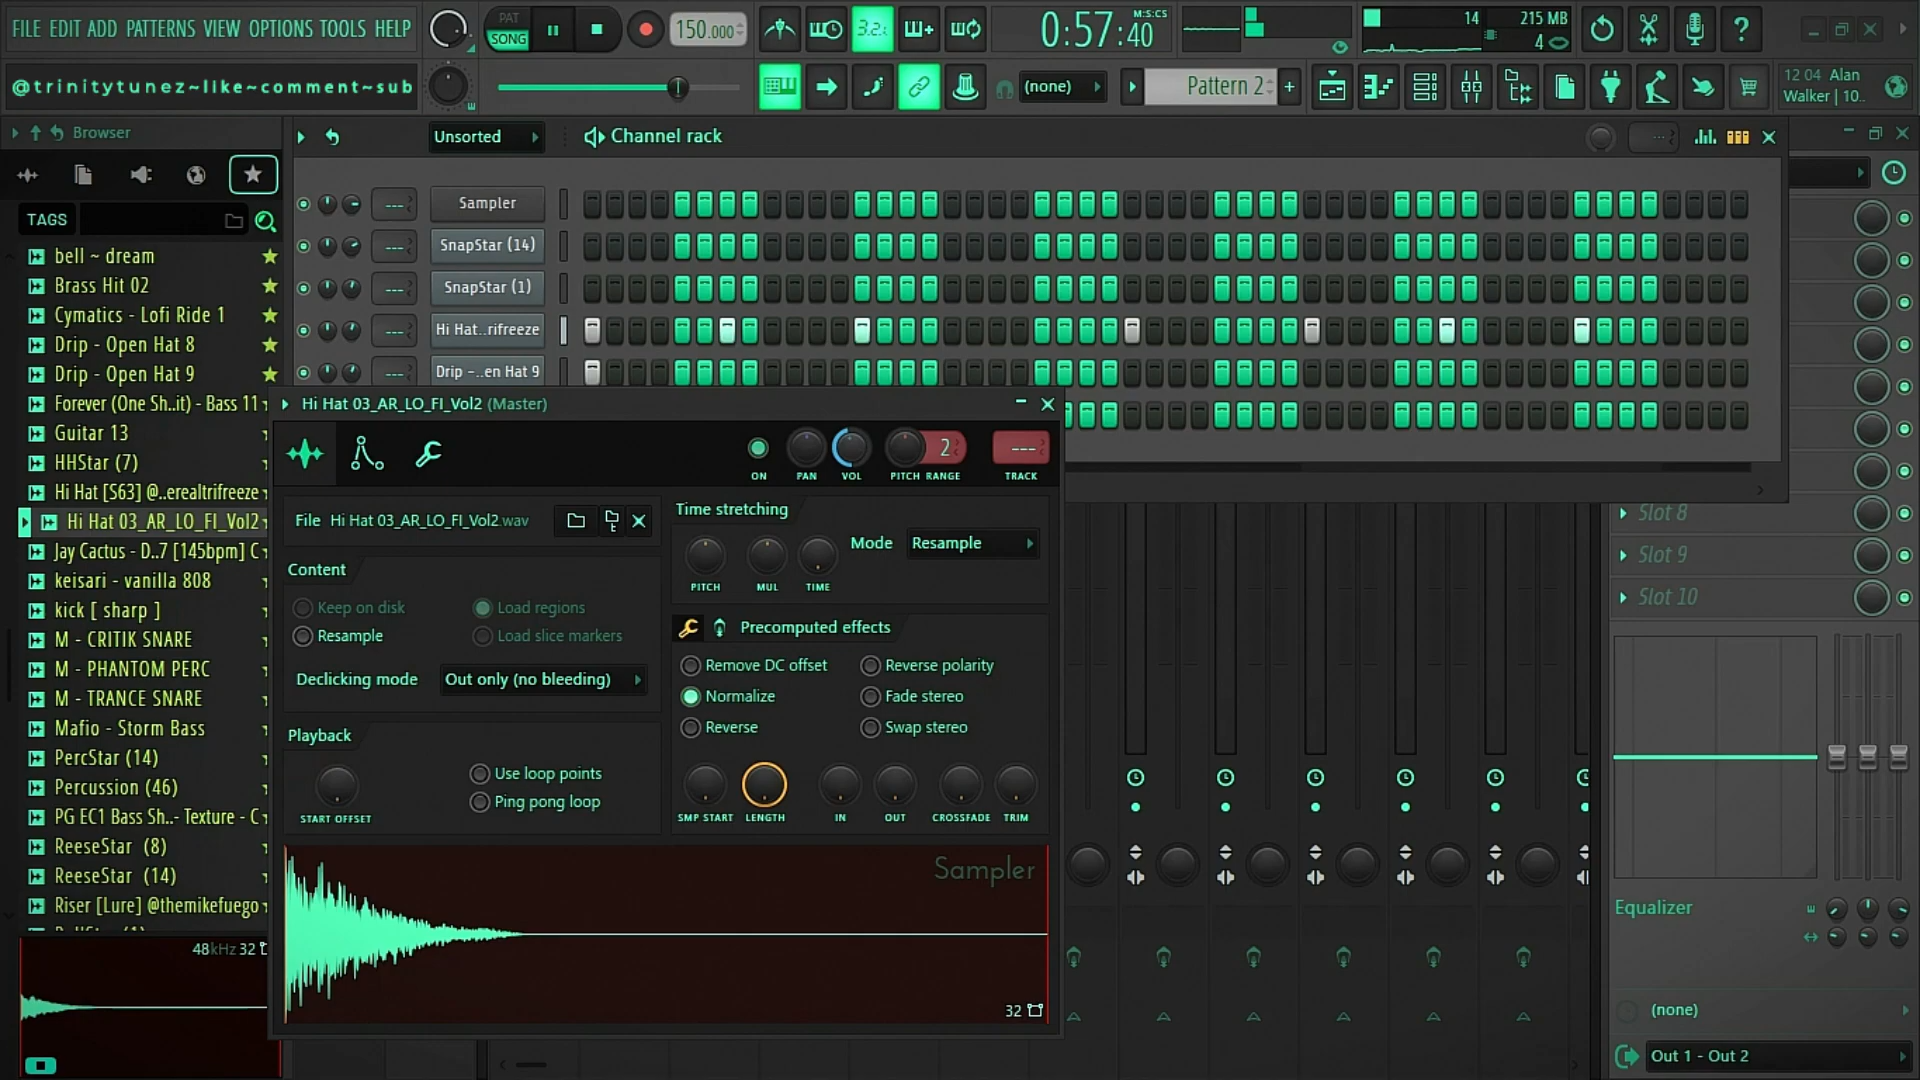 FILE EDIT ADD PATTERNS VIEW OPTIONS TOOLS HELP
PAT
SONG
150.000
3.2.1
M:S:CS
0:57:40
14
215 MB
4
@trinitytunez~like~comment~sub
(none)
Pattern 2
12 04 Alan
Walker | 10..
Browser
TAGS
bell ~ dream
Brass Hit 02
Cymatics - Lofi Ride 1
Drip - Open Hat 8
Drip - Open Hat 9
Forever (One Sh..it) - Bass 11
Guitar 13
HHStar (7)
Hi Hat [S63] @..erealtrifreeze
Hi Hat 03_AR_LO_FI_Vol2
Jay Cactus - D..7 [145bpm] C
keisari - vanilla 808
kick [ sharp ]
M - CRITIK SNARE
M - PHANTOM PERC
M - TRANCE SNARE
Mafio - Storm Bass
PercStar (14)
Percussion (46)
PG EC1 Bass Sh..- Texture - C
ReeseStar (8)
ReeseStar (14)
Riser [Lure] @themikefuego
48kHz 32
Unsorted
Channel rack
Sampler
SnapStar (14)
SnapStar (1)
Hi Hat..rifreeze
Drip -..en Hat 9
Hi Hat 03_AR_LO_FI_Vol2 (Master)
ON
PAN
VOL
PITCH
2
RANGE
---
TRACK
File Hi Hat 03_AR_LO_FI_Vol2.wav
Content
Keep on disk
Load regions
Resample
Load slice markers
Declicking mode
Out only (no bleeding)
Playback
START OFFSET
Use loop points
Ping pong loop
Time stretching
PITCH
MUL
TIME
Mode
Resample
Precomputed effects
Remove DC offset
Reverse polarity
Normalize
Fade stereo
Reverse
Swap stereo
SMP START
LENGTH
IN
OUT
CROSSFADE
TRIM
Sampler
32
Slot 8
Slot 9
Slot 10
Equalizer
(none)
Out 1 - Out 2